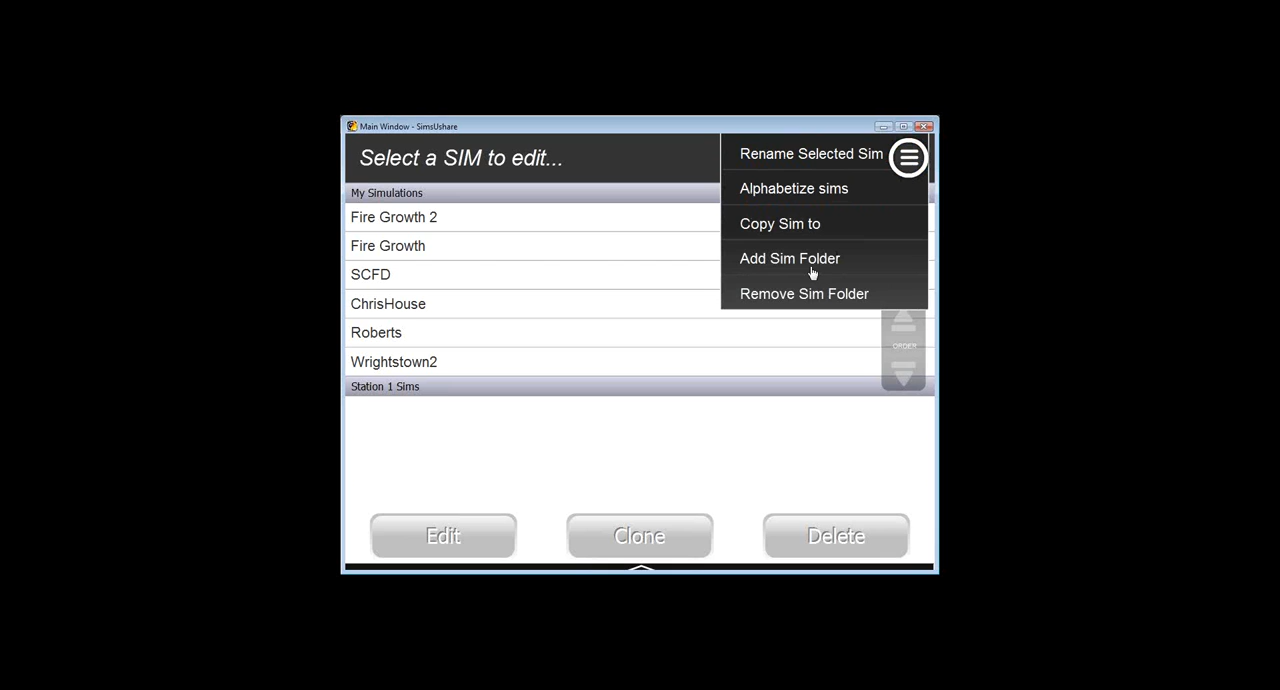 Main Window - SimsUshare
Select a SIM to edit...
Rename Selected Sim
Alphabetize sims
Copy Sim to
Add Sim Folder
Remove Sim Folder
My Simulations
Fire Growth 2
Fire Growth
SCFD
ChrisHouse
Roberts
Wrightstown2
ORDER
Station 1 Sims
Edit
Clone
Delete